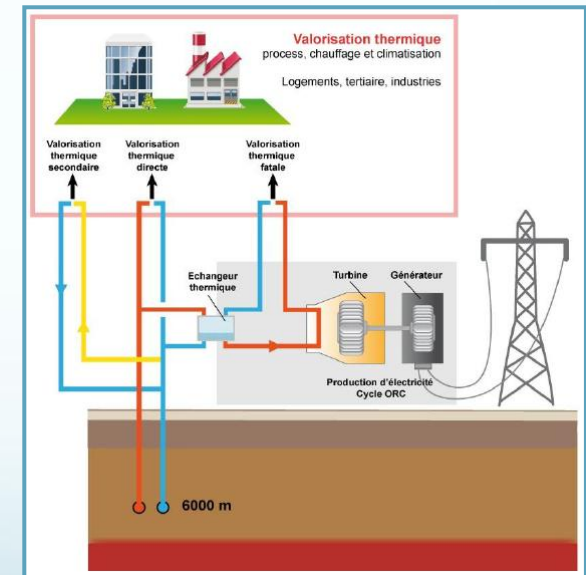 Valorisation thermique
process, chauffage et climatisation
Logements, tertiaire, industries
Valorisation
thermique
secondaire
Valorisation
thermique
directe
Valorisation
thermique
fatale
Echangeur
thermique
Turbine
Générateur
Production d'électricité
Cycle ORC
6000 m